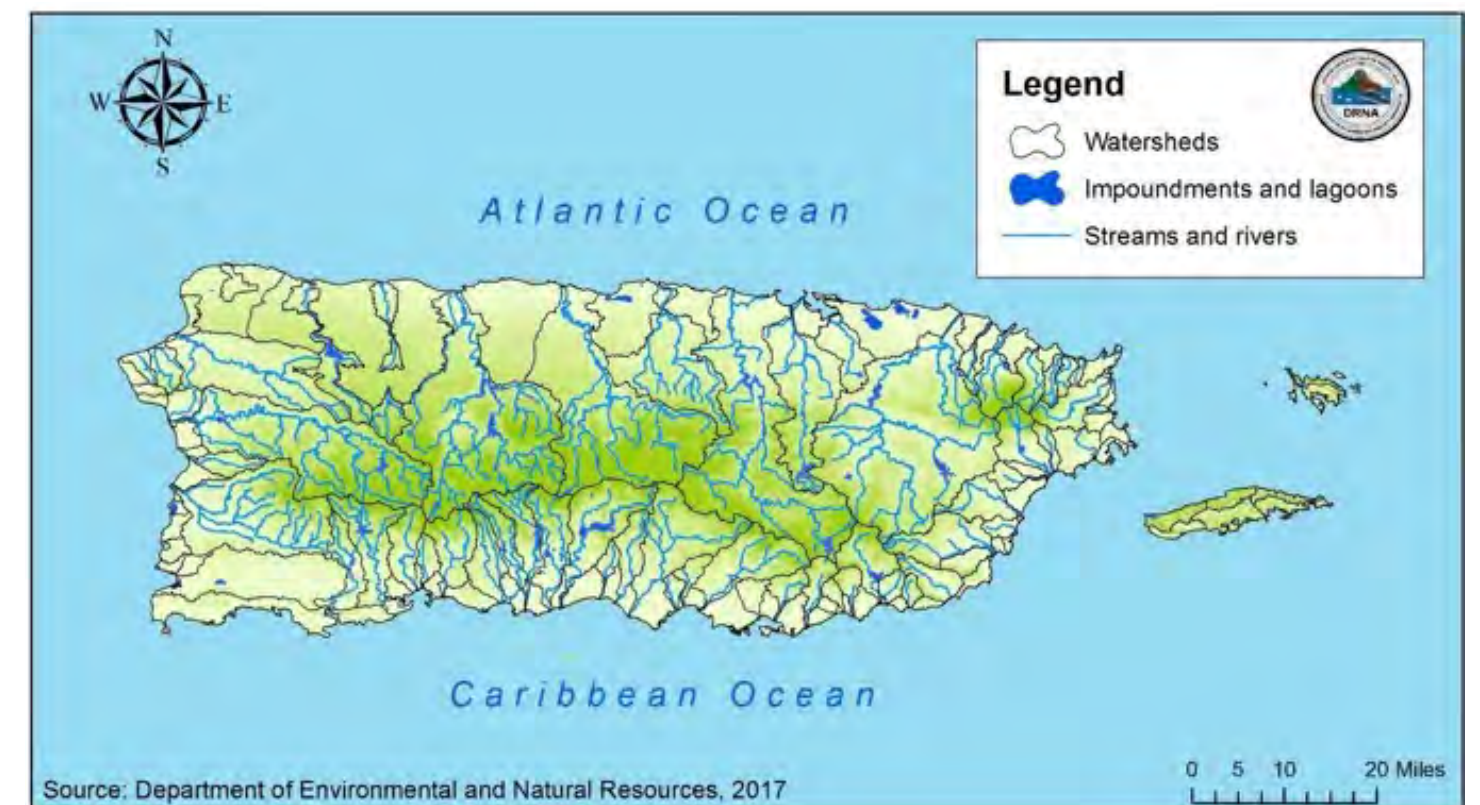 N
W E
S
Legend
DRNA
Watersheds
Impoundments and lagoons
Streams and rivers
Atlantic Ocean
Caribbean Ocean
0 5 10 20 Miles
Source: Department of Environmental and Natural Resources, 2017